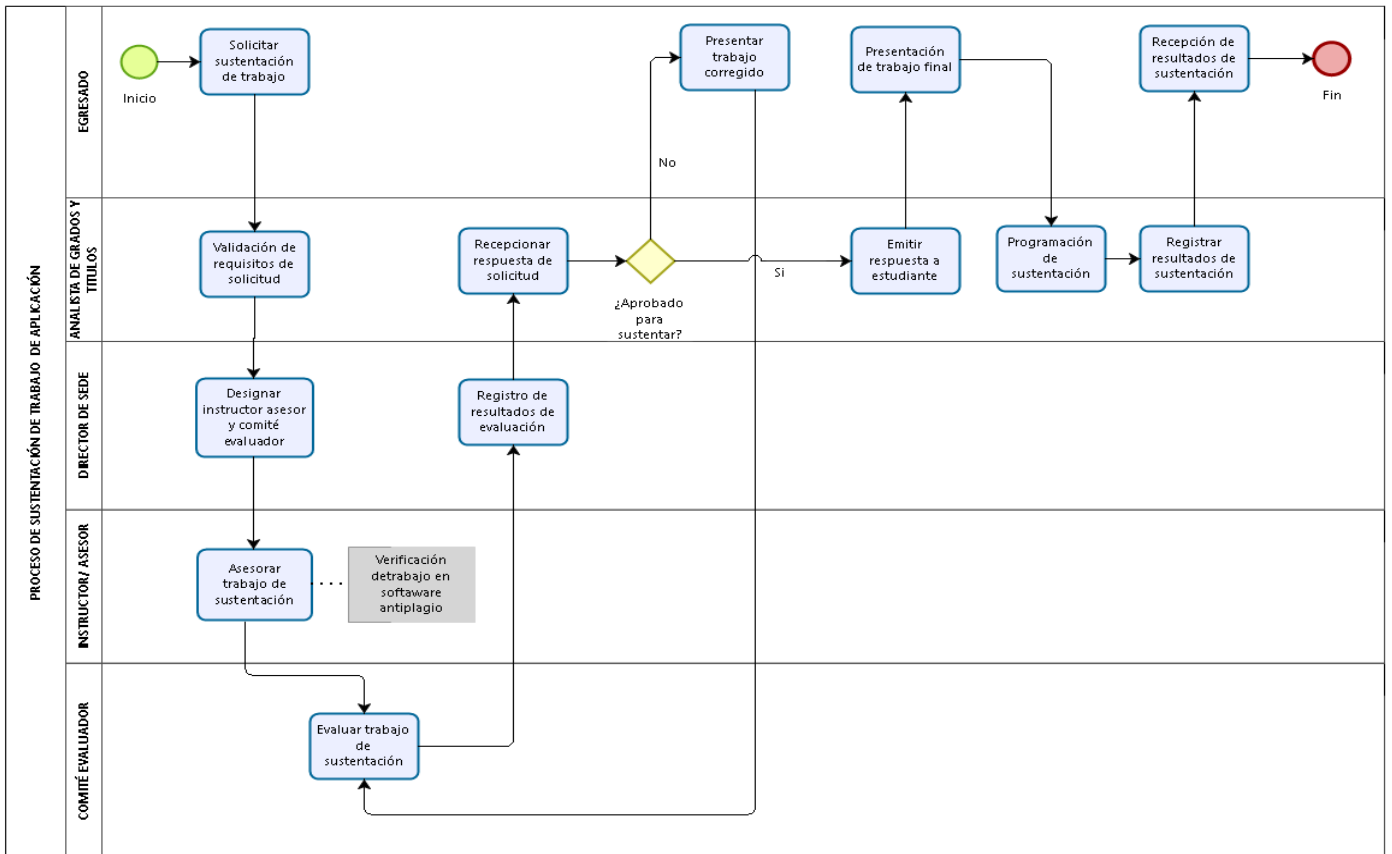 PROCESO DE SUSTENTACIÓN DE TRABAJO DE APLICACIÓN
EGRESADO
Inicio
Solicitar
sustentación
de trabajo
Presentar
trabajo
corregido
Presentación
de trabajo final
Recepción de
resultados de
sustentación
Fin
No
ANALISTA DE GRADOS Y
TITULOS
Validación de
requisitos de
solicitud
Recepcionar
respuesta de
solicitud
¿Aprobado
para
sustentar?
Si
Emitir
respuesta a
estudiante
Programación
de
sustentación
Registrar
resultados de
sustentación
DIRECTOR DE SEDE
Designar
instructor asesor
y comité
evaluador
Registro de
resultados de
evaluación
INSTRUCTOR/ ASESOR
Asesorar
trabajo de
sustentación
Verificación
detrabajo en
softaware
antiplagio
COMITÉ EVALUADOR
Evaluar trabajo
de
sustentación